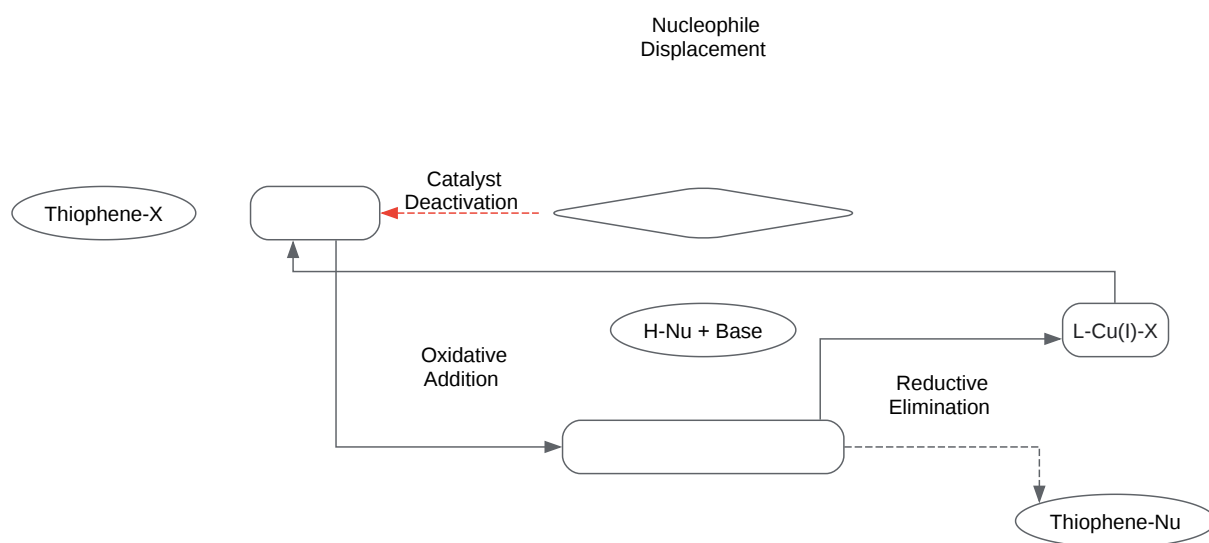 Nucleophile
Displacement
Catalyst
Deactivation
Thiophene-X
H-Nu + Base
L-Cu(I)-X
Oxidative
Addition
Reductive
Elimination
Thiophene-Nu